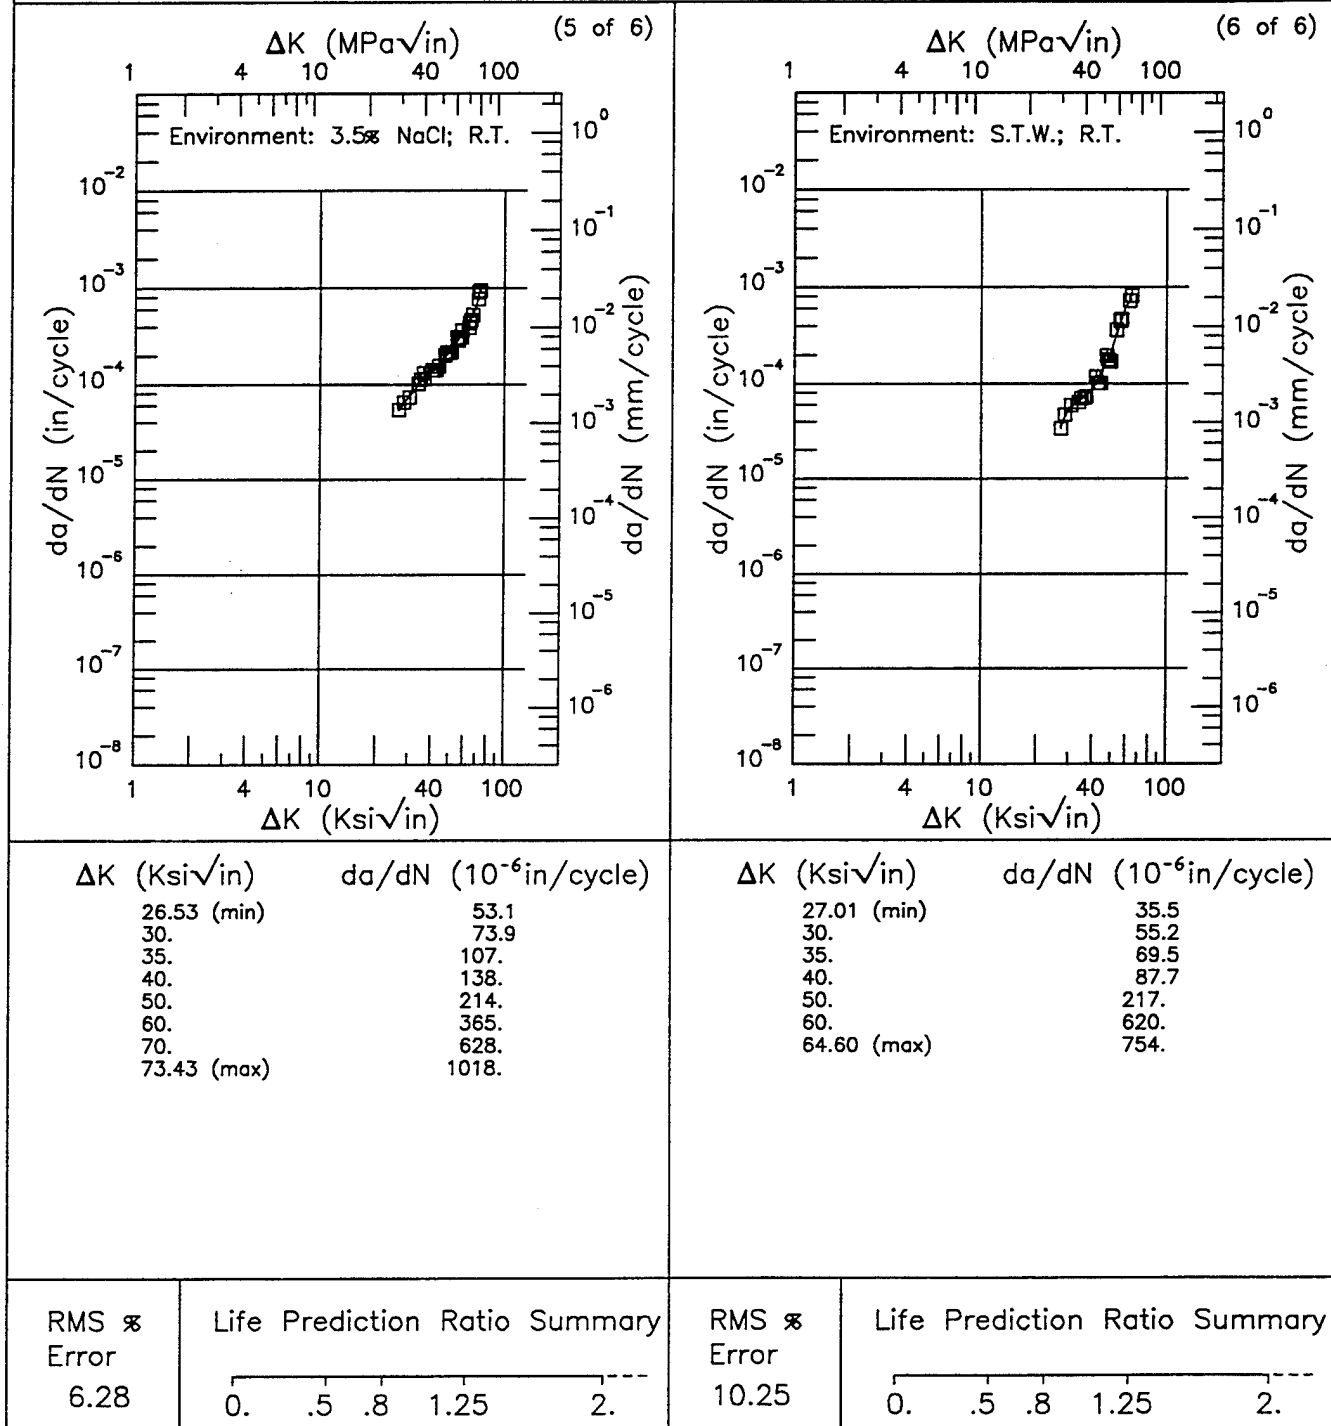 (5 of 6)
ΔK (MPa√in)
1 4 10 40 100
Environment: 3.5% NaCl; R.T.
10⁰
10⁻²
10⁻¹
10⁻³
10⁻²
10⁻⁴
10⁻³
10⁻⁵
10⁻⁴
10⁻⁶
10⁻⁵
10⁻⁷
10⁻⁶
10⁻⁸
da/dN (in/cycle)
da/dN (mm/cycle)
1 4 10 40 100
ΔK (Ksi√in)
ΔK (Ksi√in) da/dN (10⁻⁶in/cycle)
26.53 (min) 53.1
30. 73.9
35. 107.
40. 138.
50. 214.
60. 365.
70. 628.
73.43 (max) 1018.
RMS %
Error
6.28
Life Prediction Ratio Summary
0. .5 .8 1.25 2.
(6 of 6)
ΔK (MPa√in)
1 4 10 40 100
Environment: S.T.W.; R.T.
10⁰
10⁻²
10⁻¹
10⁻³
10⁻²
10⁻⁴
10⁻³
10⁻⁵
10⁻⁴
10⁻⁶
10⁻⁵
10⁻⁷
10⁻⁶
10⁻⁸
da/dN (in/cycle)
da/dN (mm/cycle)
1 4 10 40 100
ΔK (Ksi√in)
ΔK (Ksi√in) da/dN (10⁻⁶in/cycle)
27.01 (min) 35.5
30. 55.2
35. 69.5
40. 87.7
50. 217.
60. 620.
64.60 (max) 754.
RMS %
Error
10.25
Life Prediction Ratio Summary
0. .5 .8 1.25 2.